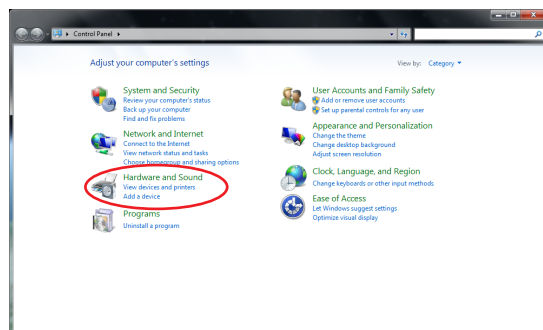 Control Panel
Adjust your computer's settings
View by: Category
System and Security
Review your computer's status
Back up your computer
Find and fix problems
Network and Internet
Connect to the Internet
View network status and tasks
Choose homegroup and sharing options
Hardware and Sound
View devices and printers
Add a device
Programs
Uninstall a program
User Accounts and Family Safety
Add or remove user accounts
Set up parental controls for any user
Appearance and Personalization
Change the theme
Change desktop background
Adjust screen resolution
Clock, Language, and Region
Change keyboards or other input methods
Ease of Access
Let Windows suggest settings
Optimize visual display